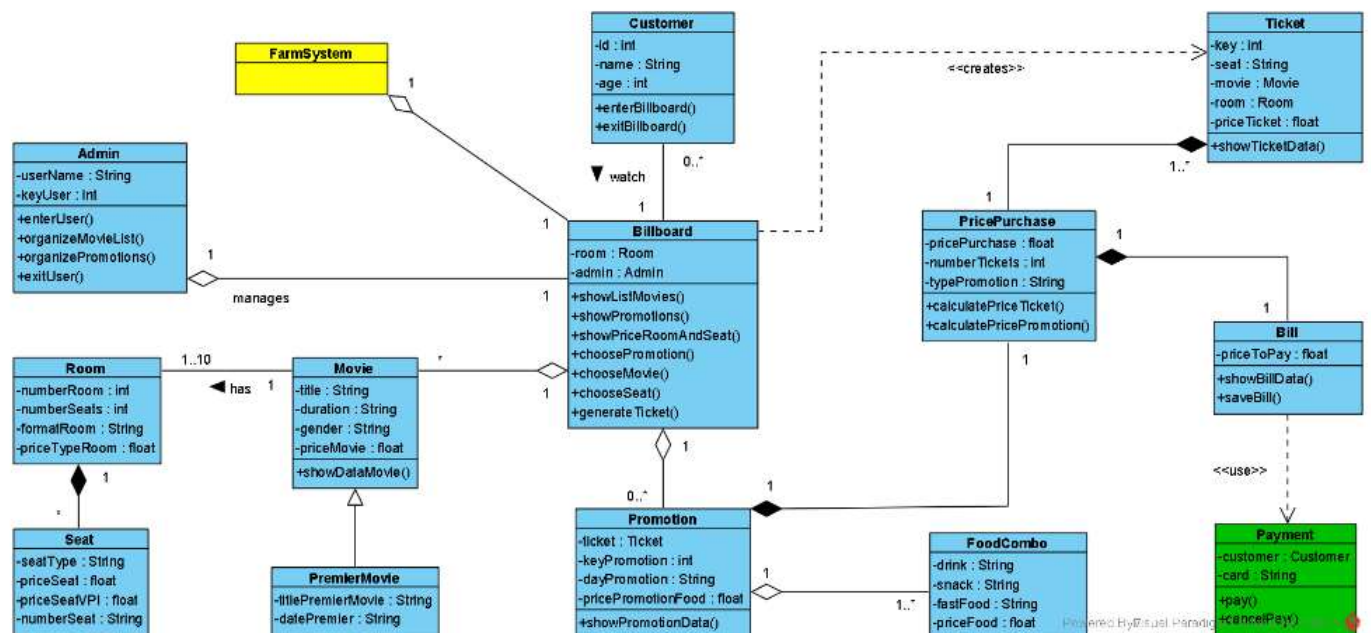 FarmSystem
1
Customer
-id : int
-name : String
-age : int
+enterBillboard()
+exitBillboard()
0..*
watch
1
<<creates>>
Ticket
-key : int
-seat : String
-movie : Movie
-room : Room
-priceTicket : float
+showTicketData()
1..*
1
Admin
-userName : String
-keyUser : int
+enterUser()
+organizeMovieList()
+organizePromotions()
+exitUser()
1
manages
1
1
Billboard
-room : Room
-admin : Admin
+showListMovies()
+showPromotions()
+showPriceRoomAndSeat()
+choosePromotion()
+chooseMovie()
+chooseSeat()
+generateTicket()
PricePurchase
-pricePurchase : float
-numberTickets : int
-typePromotion : String
+calculatePriceTicket()
+calculatePricePromotion()
1
1
1
Bill
-priceToPay : float
+showBillData()
+saveBill()
<<use>>
Room
-numberRoom : int
-numberSeats : int
-formatRoom : String
-priceTypeRoom : float
1..10
has
1
Movie
-title : String
-duration : String
-gender : String
-priceMovie : float
+showDataMovie()
*
1
1
0..*
1
*
Seat
-seatType : String
-priceSeat : float
-priceSeatVPI : float
-numberSeat : String
PremierMovie
-titlePremierMovie : String
-datePremier : String
1
Promotion
-ticket : Ticket
-keyPromotion : int
-dayPromotion : String
-pricePromotionFood : float
+showPromotionData()
1
1..*
FoodCombo
-drink : String
-snack : String
-fastFood : String
-priceFood : float
Payment
-customer : Customer
-card : String
+pay()
+cancelPay()
Powered By Visual Paradig